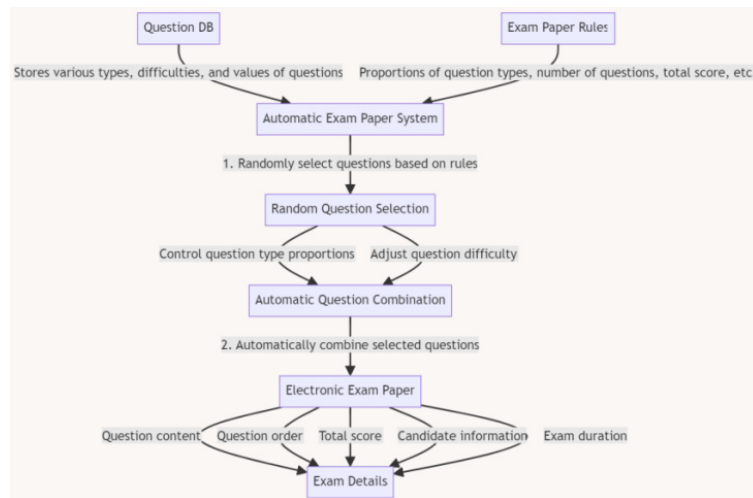 Question DB
Exam Paper Rules
Stores various types, difficulties, and values of questions
Proportions of question types, number of questions, total score, etc
Automatic Exam Paper System
1. Randomly select questions based on rules
Random Question Selection
Control question type proportions
Adjust question difficulty
Automatic Question Combination
2. Automatically combine selected questions
Electronic Exam Paper
Question content
Question order
Total score
Candidate information
Exam duration
Exam Details